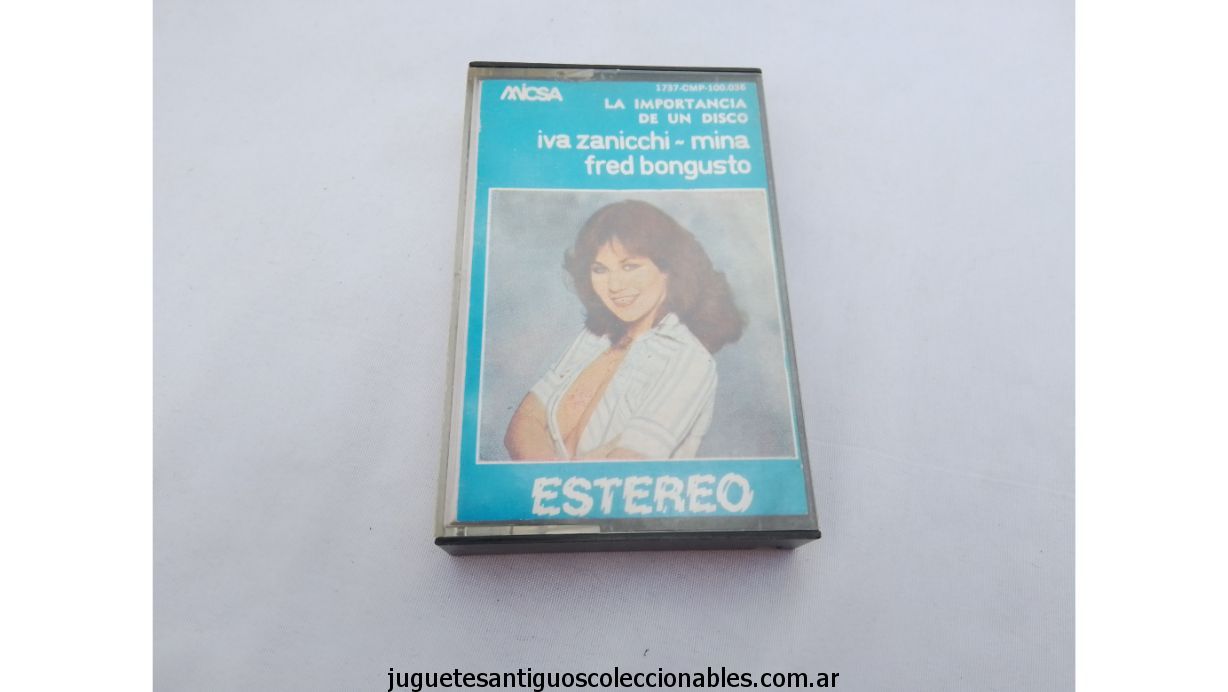 MICSA
1737-CMP-100.036
LA IMPORTANCIA
DE UN DISCO
iva zanicchi ~ mina
fred bongusto
ESTEREO
juguetesantiguoscoleccionables.com.ar